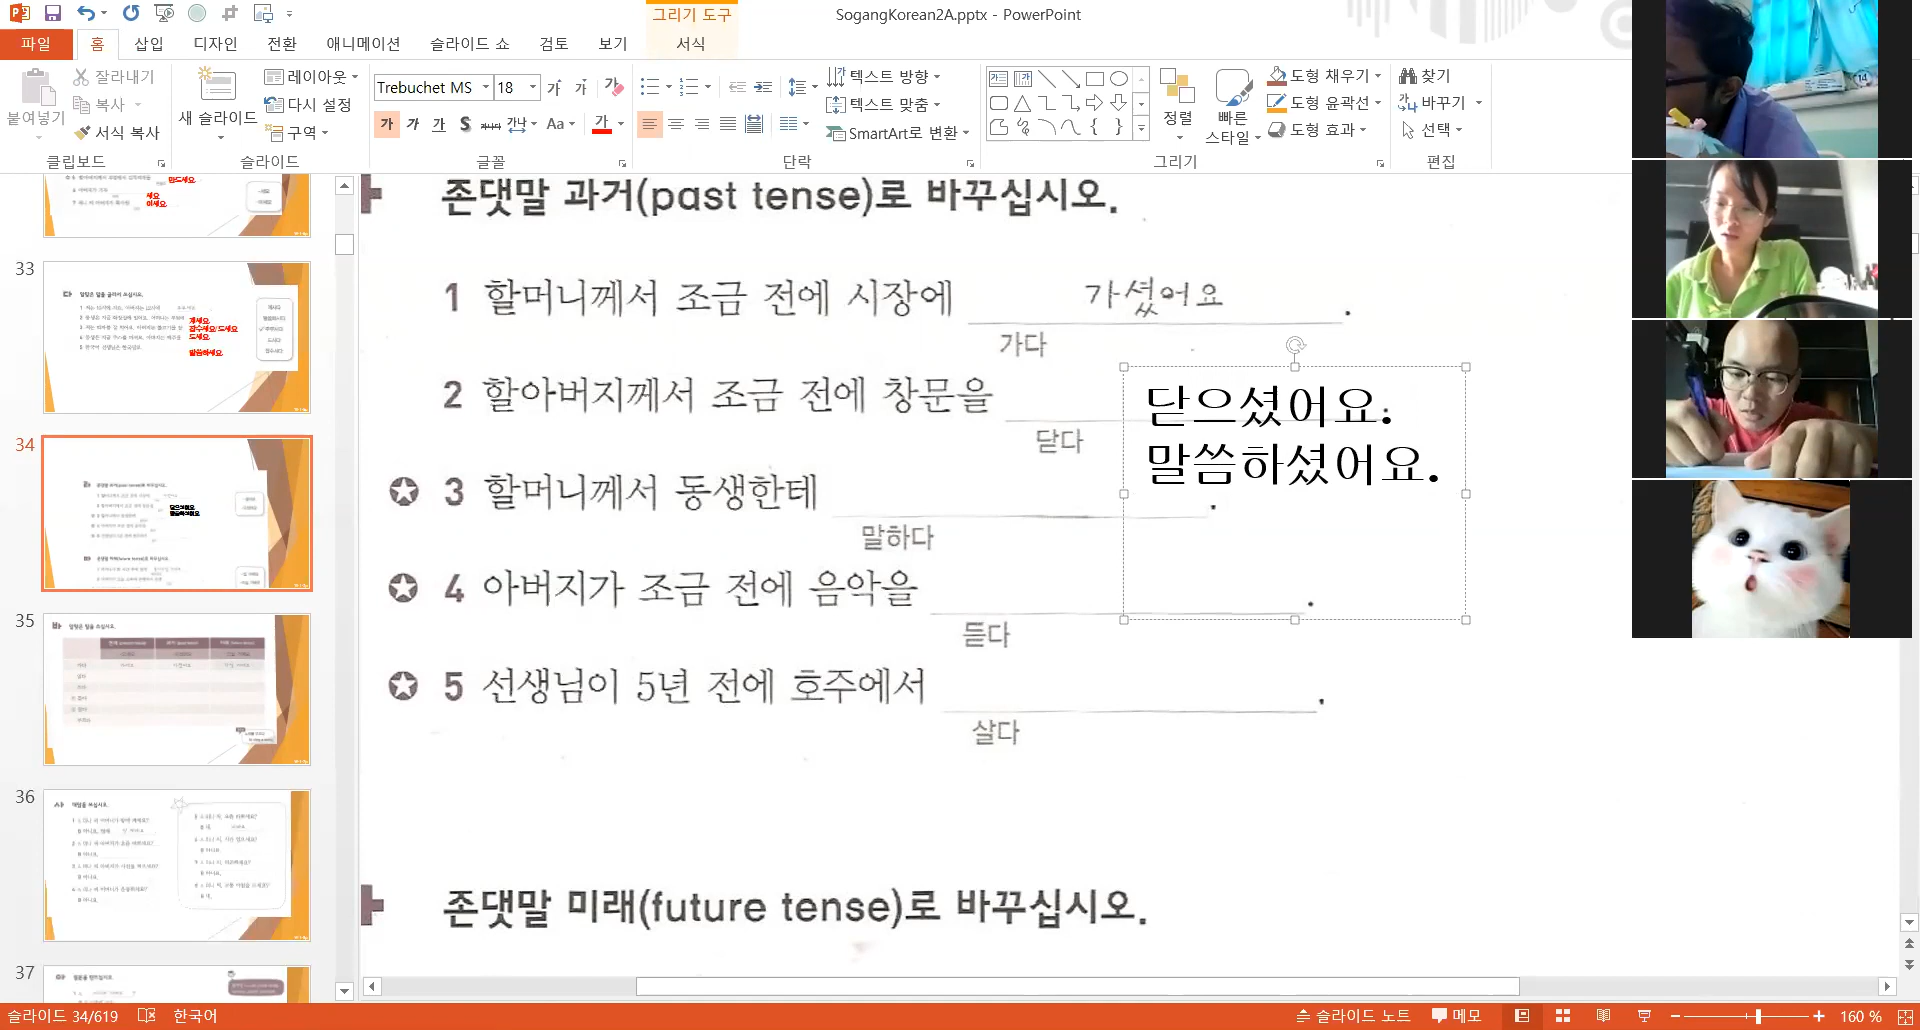 SogangKorean2A.pptx - PowerPoint
그리기 도구
파일 홈 삽입 디자인 전환 애니메이션 슬라이드 쇼 검토 보기 서식
붙여넣기
잘라내기
복사
서식 복사
클립보드
새 슬라이드
레이아웃
다시 설정
구역
슬라이드
Trebuchet MS 18
글꼴
텍스트 방향
텍스트 맞춤
SmartArt로 변환
단락
정렬
빠른 스타일
도형 채우기
도형 윤곽선
도형 효과
그리기
찾기
바꾸기
선택
편집
33
34
35
36
37
존댓말 과거(past tense)로 바꾸십시오.
1 할머니께서 조금 전에 시장에 가셨어요.
가다
2 할아버지께서 조금 전에 창문을
닫다
닫으셨어요.
말씀하셨어요.
3 할머니께서 동생한테 .
말하다
4 아버지가 조금 전에 음악을 .
듣다
5 선생님이 5년 전에 호주에서 .
살다
존댓말 미래(future tense)로 바꾸십시오.
슬라이드 34/619 한국어
슬라이드 노트 메모 160 %